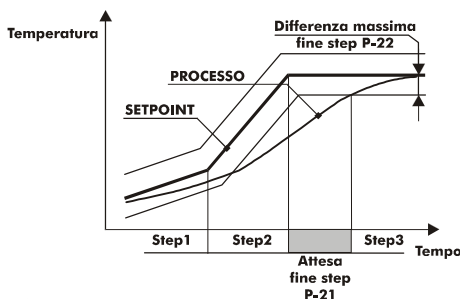 Temperatura
Differenza massima
fine step P-22
PROCESSO
SETPOINT
Step1
Step2
Step3
Tempo
Attesa
fine step
P-21